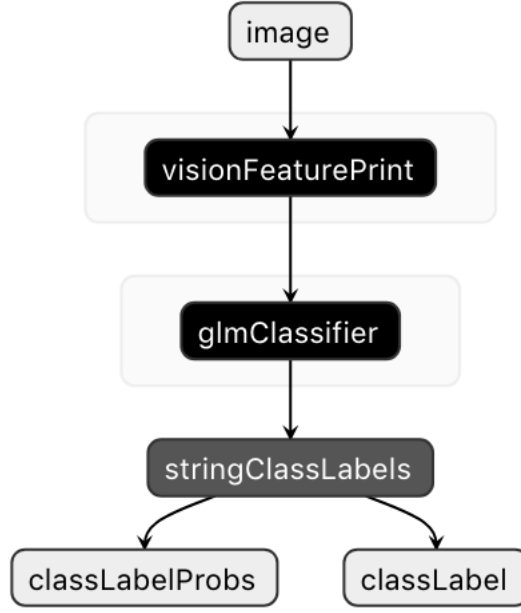 image
visionFeaturePrint
glmClassifier
stringClassLabels
classLabelProbs
classLabel